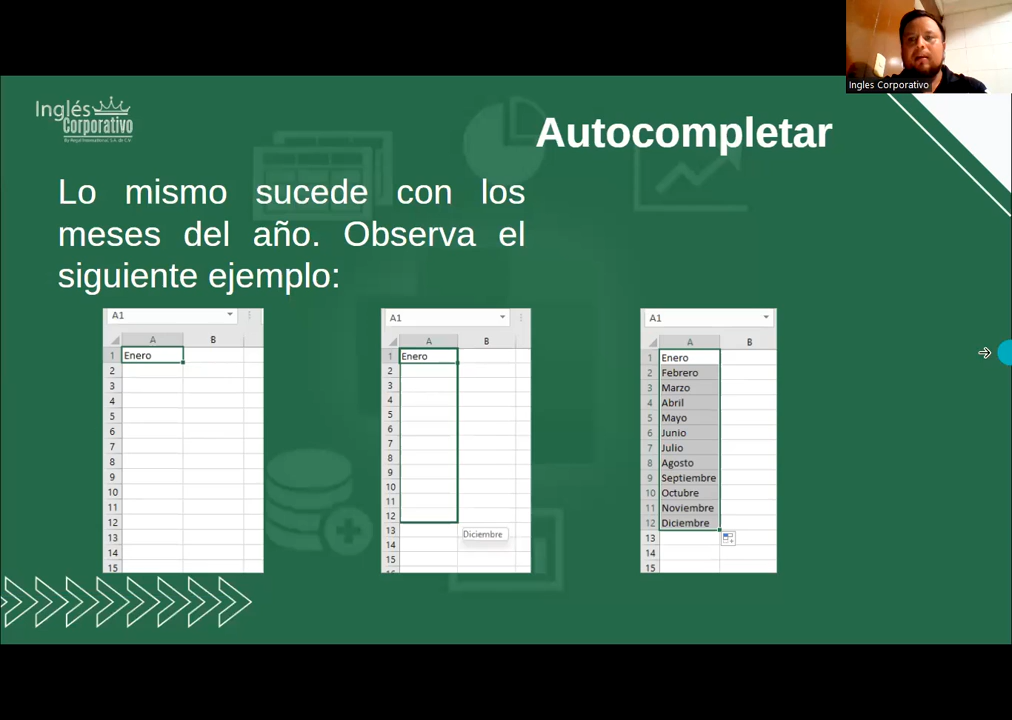 Ingles Corporativo
Inglés
Corporativo
Autocompletar
Lo mismo sucede con los
meses del año. Observa el
siguiente ejemplo:
A1
A B
1 Enero
2
3
4
5
6
7
8
9
10
11
12
13
14
15
A1
A B
1 Enero
2
3
4
5
6
7
8
9
10
11
12
13 Diciembre
14
15
A1
A B
1 Enero
2 Febrero
3 Marzo
4 Abril
5 Mayo
6 Junio
7 Julio
8 Agosto
9 Septiembre
10 Octubre
11 Noviembre
12 Diciembre
13
14
15